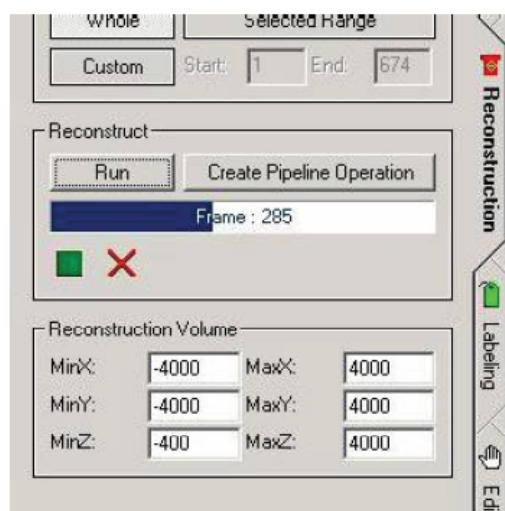 Whole Selected Range
Custom Start: 1 End: 674
Reconstruct
Run Create Pipeline Operation
Frame : 285
Reconstruction Volume
MinX: -4000 MaxX: 4000
MinY: -4000 MaxY: 4000
MinZ: -400 MaxZ: 4000
Reconstruction
Labeling
Edi